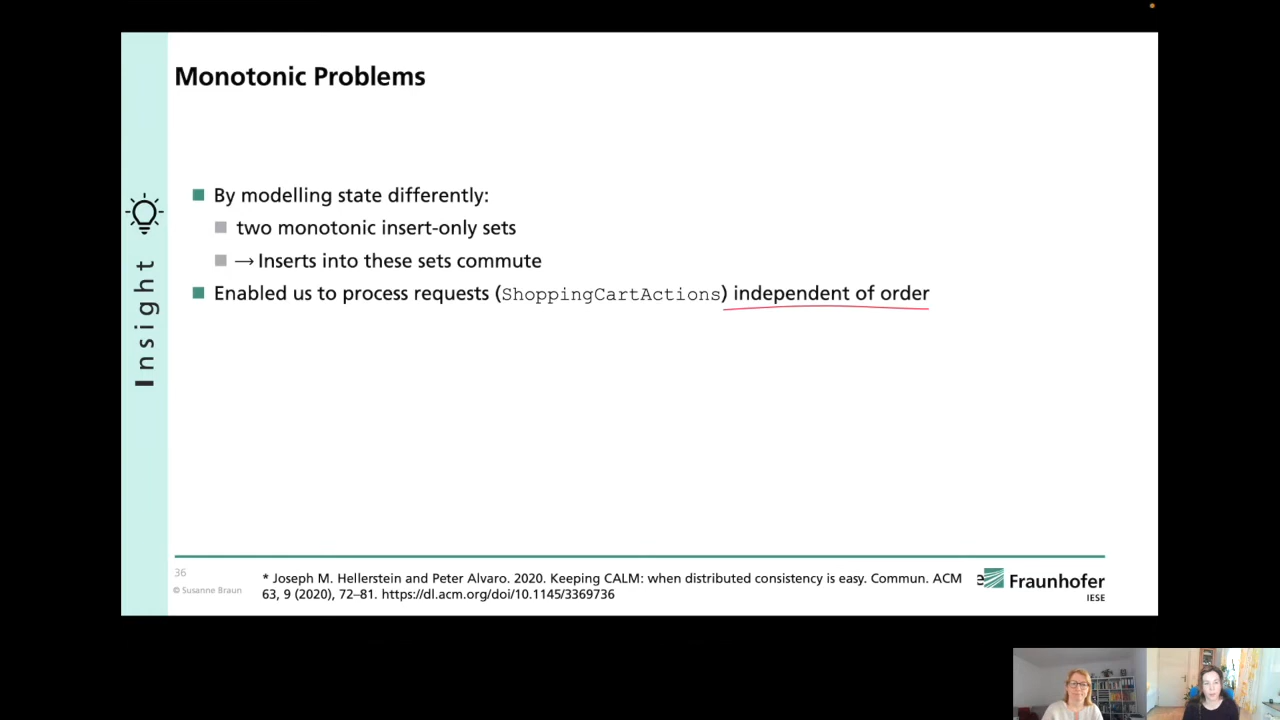 Monotonic Problems
By modelling state differently:
two monotonic insert-only sets
→ Inserts into these sets commute
Enabled us to process requests (ShoppingCartActions) independent of order
Insight
36
© Susanne Braun
* Joseph M. Hellerstein and Peter Alvaro. 2020. Keeping CALM: when distributed consistency is easy. Commun. ACM
63, 9 (2020), 72–81. https://dl.acm.org/doi/10.1145/3369736
Fraunhofer
IESE